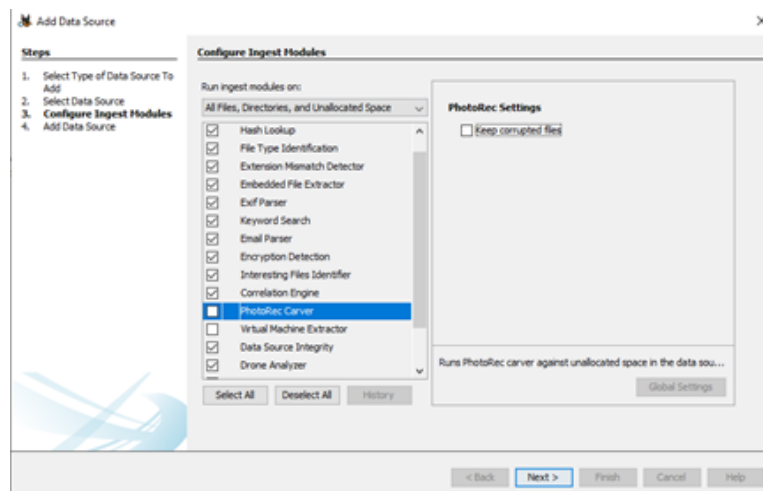 Add Data Source
Steps
1. Select Type of Data Source To
Add
2. Select Data Source
3. Configure Ingest Modules
4. Add Data Source
Configure Ingest Modules
Run ingest modules on:
All Files, Directories, and Unallocated Space
Hash Lookup
File Type Identification
Extension Mismatch Detector
Embedded File Extractor
Exif Parser
Keyword Search
Email Parser
Encryption Detection
Interesting Files Identifier
Correlation Engine
PhotoRec Carver
Virtual Machine Extractor
Data Source Integrity
Drone Analyzer
Select All
Deselect All
History
PhotoRec Settings
Keep corrupted files
Runs PhotoRec carver against unallocated space in the data sou...
Global Settings
< Back
Next >
Finish
Cancel
Help